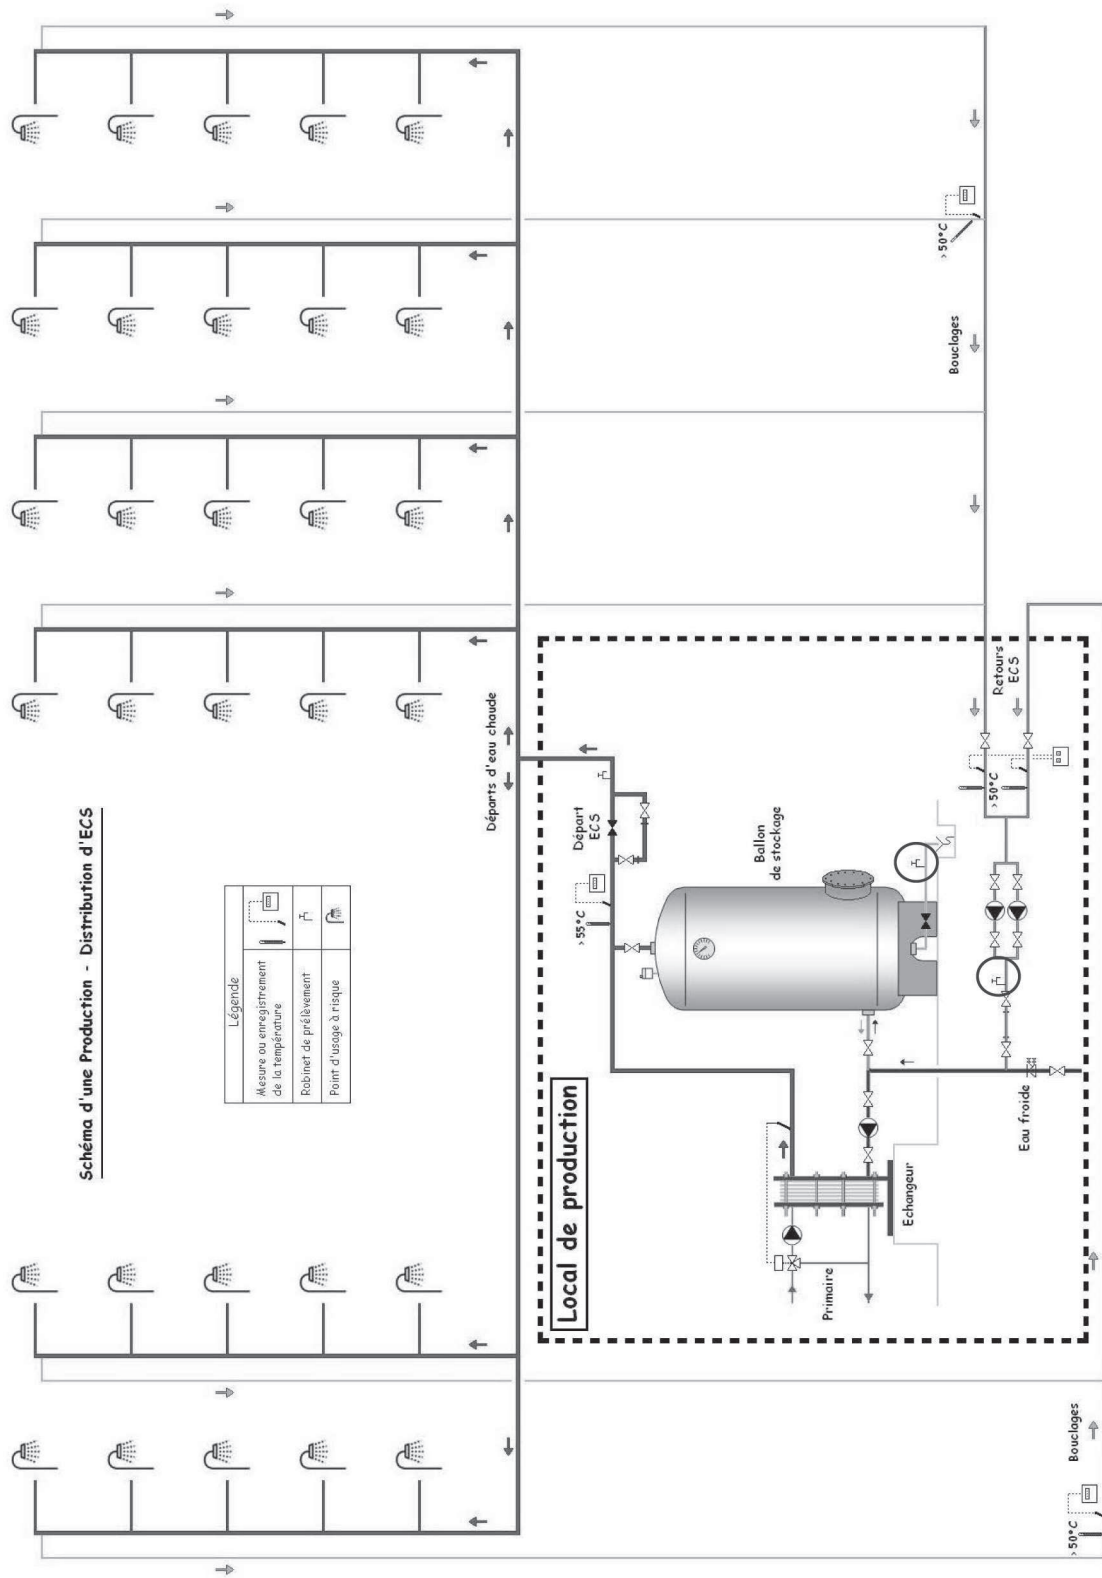 Schéma d'une Production - Distribution d'ECS
Légende
Mesure ou enregistrement
de la température
Robinet de prélèvement
Point d'usage à risque
Départs d'eau chaude
Local de production
>55°C
Départ
ECS
Ballon
de stockage
Primaire
Echangeur
Eau froide
>50°C
Retours
ECS
Bouclages
>50°C
Bouclages
>50°C